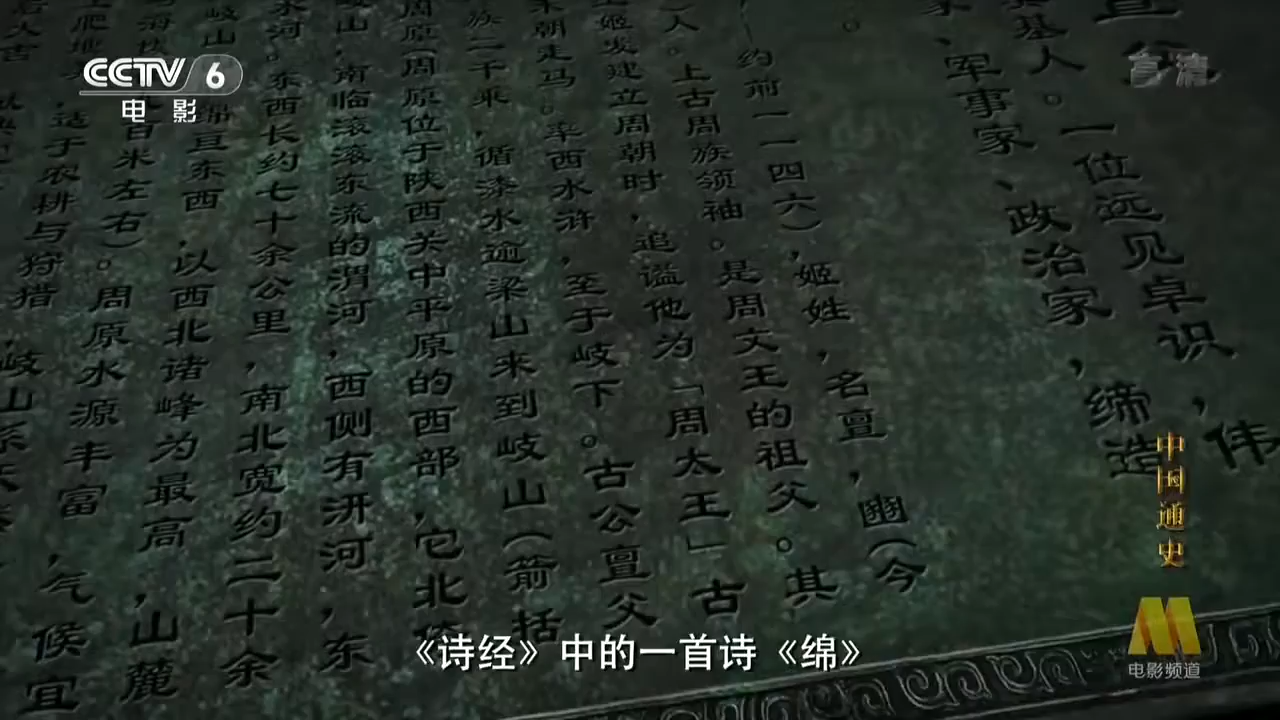 CCTV 6
电影
高清
基人。一位远见卓识，伟
家、军事家、政治家，缔造
约前一一四六），姬姓，名亶，豳（今
人。上古周族领袖。是周文王的祖父。其
姬发建立周朝时，追谥他为「周太王」古
来朝走马。率西水浒，至于岐下。古公亶父
族二千乘，循漆水逾梁山来到岐山（箭括
周原（周原位于陕西关中平原的西部，它北
山，南临滚滚东流的渭河，西侧有汧河，东
水河。东西长约七十余公里，南北宽约二十余
岐山 绵亘东西，以西北诸峰为最高，山麓
百米左右）。周原水源丰富，气候宜
适于农耕与狩猎
中国通史
《诗经》中的一首诗《绵》
电影频道